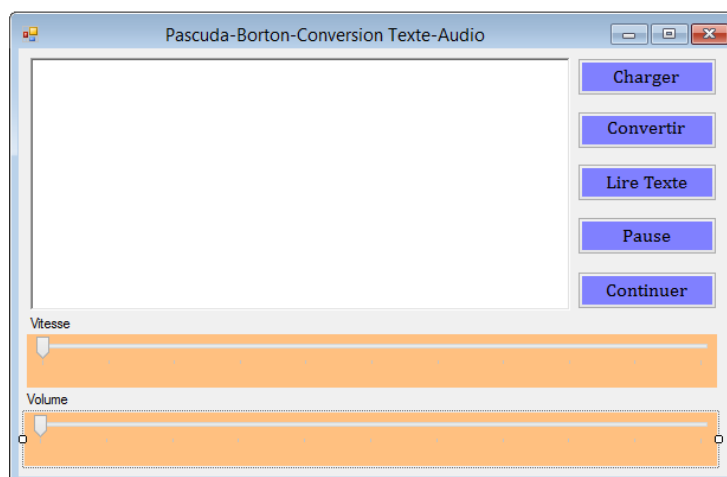 Pascuda-Borton-Conversion Texte-Audio
Charger
Convertir
Lire Texte
Pause
Continuer
Vitesse
Volume